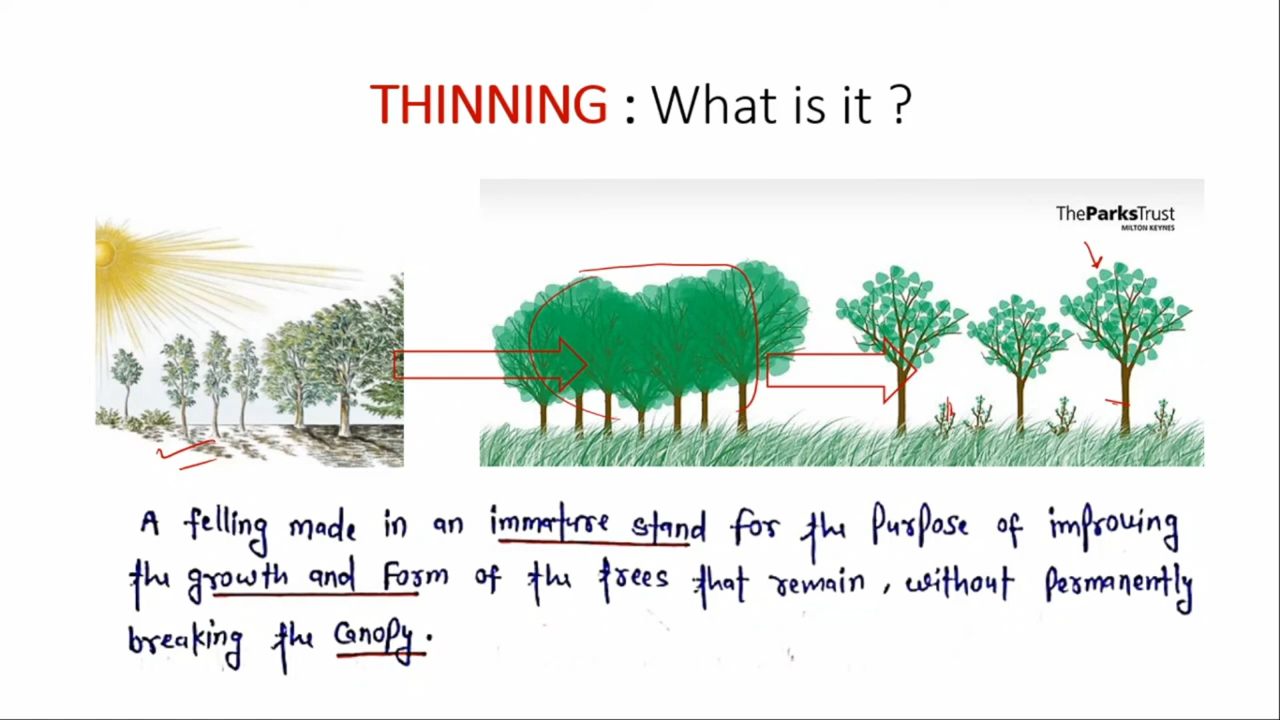 THINNING : What is it ?
TheParksTrust
MILTON KEYNES
A felling made in an immature stand for the purpose of improving
the growth and form of the trees that remain, without permanently
breaking the canopy.